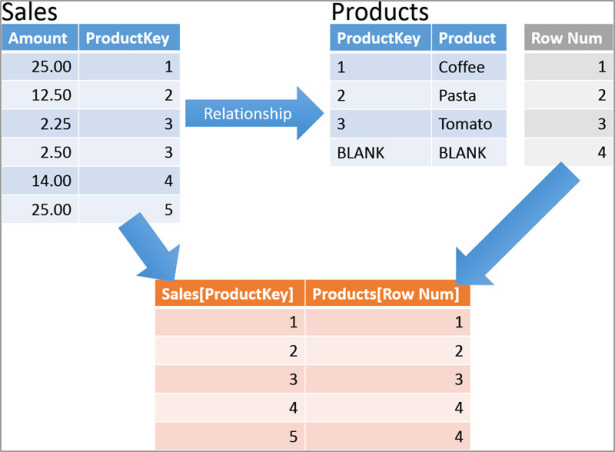 Sales
Amount ProductKey
25.00 1
12.50 2
2.25 3
2.50 3
14.00 4
25.00 5
Relationship
Products
ProductKey Product Row Num
1 Coffee 1
2 Pasta 2
3 Tomato 3
BLANK BLANK 4
Sales[ProductKey] Products[Row Num]
1 1
2 2
3 3
4 4
5 4